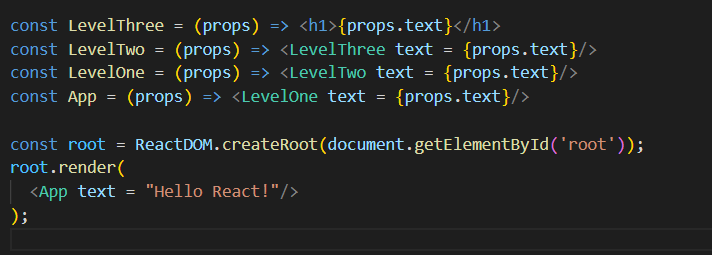 const LevelThree = (props) => <h1>{props.text}</h1>
const LevelTwo = (props) => <LevelThree text = {props.text}/>
const LevelOne = (props) => <LevelTwo text = {props.text}/>
const App = (props) => <LevelOne text = {props.text}/>

const root = ReactDOM.createRoot(document.getElementById('root'));
root.render(
  <App text = "Hello React!"/>
);